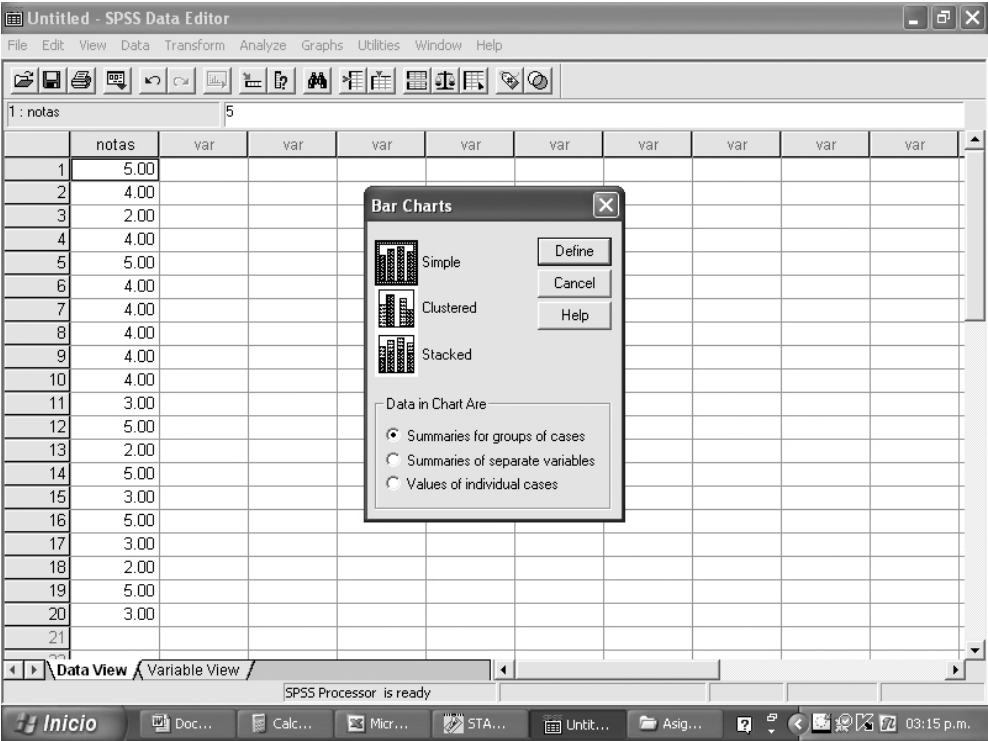 Untitled - SPSS Data Editor
File Edit View Data Transform Analyze Graphs Utilities Window Help
1 : notas 5
notas var var var var var var var var var
1 5.00
2 4.00
3 2.00
4 4.00
5 5.00
6 4.00
7 4.00
8 4.00
9 4.00
10 4.00
11 3.00
12 5.00
13 2.00
14 5.00
15 3.00
16 5.00
17 3.00
18 2.00
19 5.00
20 3.00
21
Bar Charts
Simple
Clustered
Stacked
Define
Cancel
Help
Data in Chart Are
Summaries for groups of cases
Summaries of separate variables
Values of individual cases
Data View Variable View
SPSS Processor is ready
Inicio Doc... Calc... Micr... STA... Untit... Asig... 03:15 p.m.